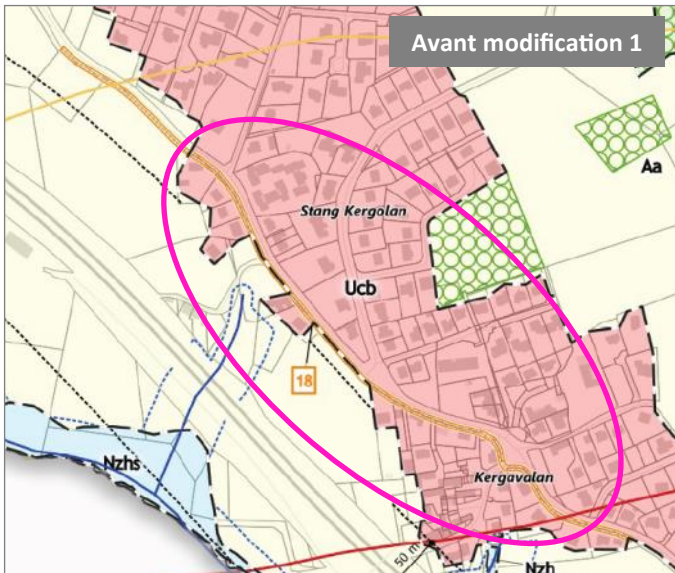 Avant modification 1
Aa
Stang Kergolan
Ucb
18
Nzhs
Kergavalan
50 m
Nzh